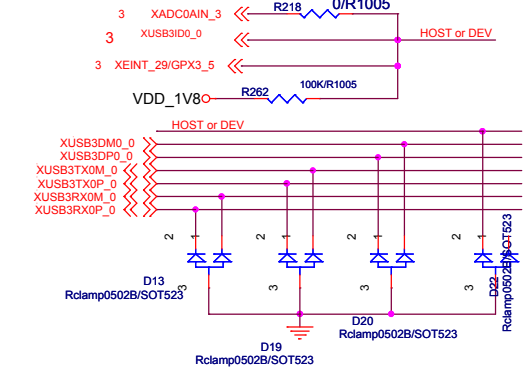 3 XADC0AIN_3 R218 0/R1005
3 XUSB3ID0_0 HOST or DEV
3 XEINT_29/GPX3_5
VDD_1V8 R262 100K/R1005
HOST or DEV
XUSB3DM0_0
XUSB3DP0_0
XUSB3TX0M_0
XUSB3TX0P_0
XUSB3RX0M_0
XUSB3RX0P_0
2 1 2 1 2 1 2 1
3 3 3 3
D13
Rclamp0502B/SOT523
D19
Rclamp0502B/SOT523
D20
Rclamp0502B/SOT523
D22
Rclamp0502B/SOT523